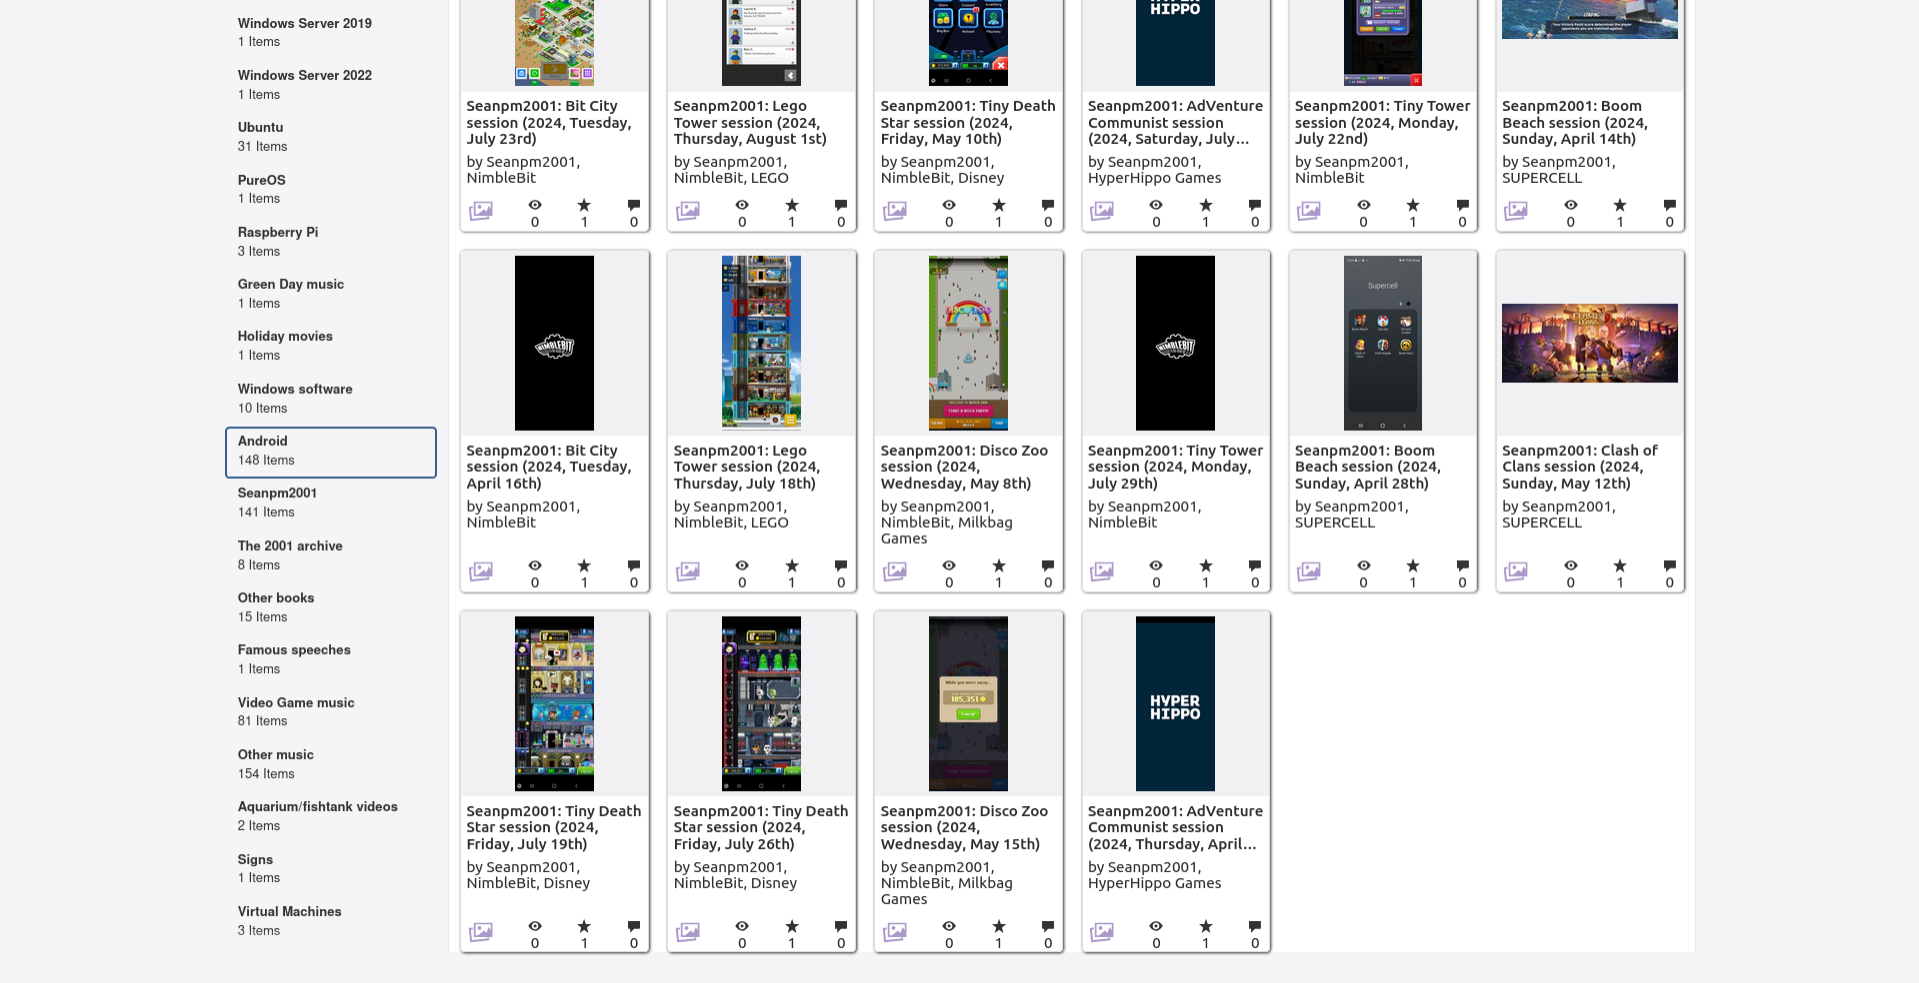 Windows Server 2019
1 Items
Windows Server 2022
1 Items
Ubuntu
31 Items
PureOS
1 Items
Raspberry Pi
3 Items
Green Day music
1 Items
Holiday movies
1 Items
Windows software
10 Items
Android
148 Items
Seanpm2001
141 Items
The 2001 archive
8 Items
Other books
15 Items
Famous speeches
1 Items
Video Game music
81 Items
Other music
154 Items
Aquarium/fishtank videos
2 Items
Signs
1 Items
Virtual Machines
3 Items
HIPPO
Seanpm2001: Bit City
session (2024, Tuesday,
July 23rd)
by Seanpm2001,
NimbleBit
0 1 0
Seanpm2001: Lego
Tower session (2024,
Thursday, August 1st)
by Seanpm2001,
NimbleBit, LEGO
0 1 0
Seanpm2001: Tiny Death
Star session (2024,
Friday, May 10th)
by Seanpm2001,
NimbleBit, Disney
0 1 0
Seanpm2001: AdVenture
Communist session
(2024, Saturday, July...
by Seanpm2001,
HyperHippo Games
0 1 0
Seanpm2001: Tiny Tower
session (2024, Monday,
July 22nd)
by Seanpm2001,
NimbleBit
0 1 0
Seanpm2001: Boom
Beach session (2024,
Sunday, April 14th)
by Seanpm2001,
SUPERCELL
0 1 0
NIMBLEBIT
Seanpm2001: Bit City
session (2024, Tuesday,
April 16th)
by Seanpm2001,
NimbleBit
0 1 0
Seanpm2001: Lego
Tower session (2024,
Thursday, July 18th)
by Seanpm2001,
NimbleBit, LEGO
0 1 0
Seanpm2001: Disco Zoo
session (2024,
Wednesday, May 8th)
by Seanpm2001,
NimbleBit, Milkbag
Games
0 1 0
NIMBLEBIT
Seanpm2001: Tiny Tower
session (2024, Monday,
July 29th)
by Seanpm2001,
NimbleBit
0 1 0
Supercell
Seanpm2001: Boom
Beach session (2024,
Sunday, April 28th)
by Seanpm2001,
SUPERCELL
0 1 0
Seanpm2001: Clash of
Clans session (2024,
Sunday, May 12th)
by Seanpm2001,
SUPERCELL
0 1 0
Seanpm2001: Tiny Death
Star session (2024,
Friday, July 19th)
by Seanpm2001,
NimbleBit, Disney
0 1 0
Seanpm2001: Tiny Death
Star session (2024,
Friday, July 26th)
by Seanpm2001,
NimbleBit, Disney
0 1 0
While you were away...
185,351
Seanpm2001: Disco Zoo
session (2024,
Wednesday, May 15th)
by Seanpm2001,
NimbleBit, Milkbag
Games
0 1 0
HYPER
HIPPO
Seanpm2001: AdVenture
Communist session
(2024, Thursday, April...
by Seanpm2001,
HyperHippo Games
0 1 0